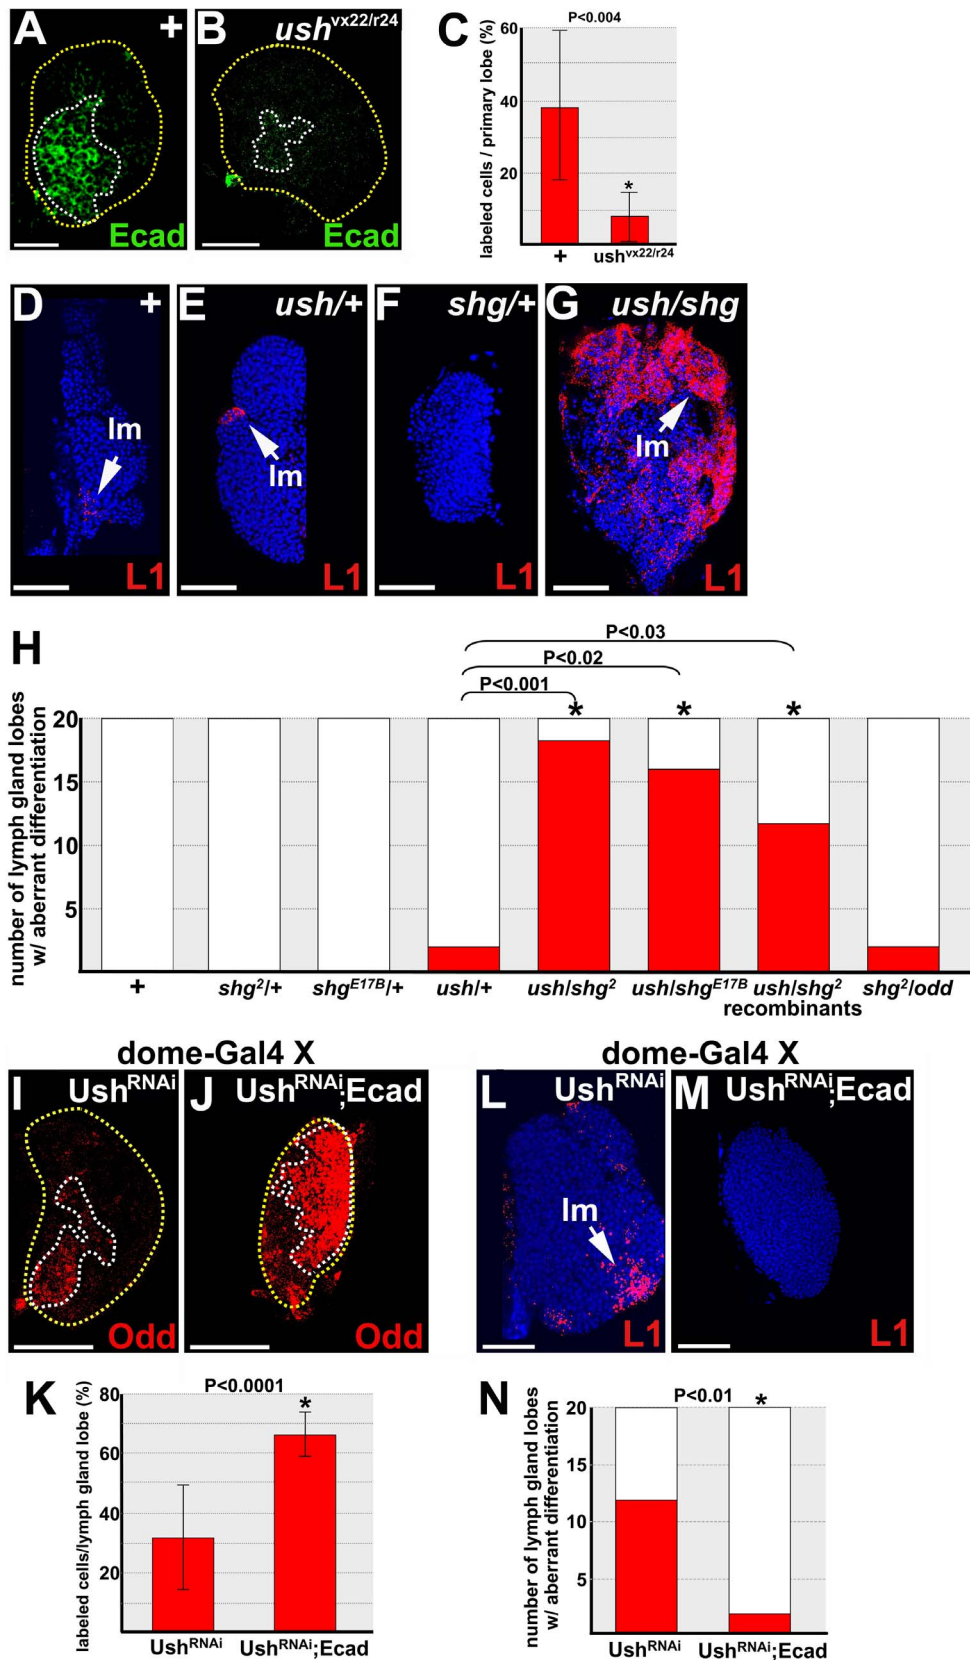 A +
B ush^vx22/r24
C
P<0.004
labeled cells / primary lobe (%)
60
40
20
*
+ ush^vx22/r24
Ecad
Ecad
D +
E ush/+
F shg/+
G ush/shg
lm
lm
lm
L1
L1
L1
L1
H
P<0.03
P<0.02
P<0.001
* * *
number of lymph gland lobes
w/ aberrant differentiation
20
15
10
5
+ shg²/+ shg^E17B/+ ush/+ ush/shg² ush/shg^E17B ush/shg² shg²/odd
recombinants
dome-Gal4 X
I Ush^RNAi
J Ush^RNAi;Ecad
Odd
Odd
dome-Gal4 X
L Ush^RNAi
M Ush^RNAi;Ecad
lm
L1
L1
K
P<0.0001
*
labeled cells/lymph gland lobe (%)
80
60
40
20
Ush^RNAi Ush^RNAi;Ecad
N
P<0.01 *
number of lymph gland lobes
w/ aberrant differentiation
20
15
10
5
Ush^RNAi Ush^RNAi;Ecad